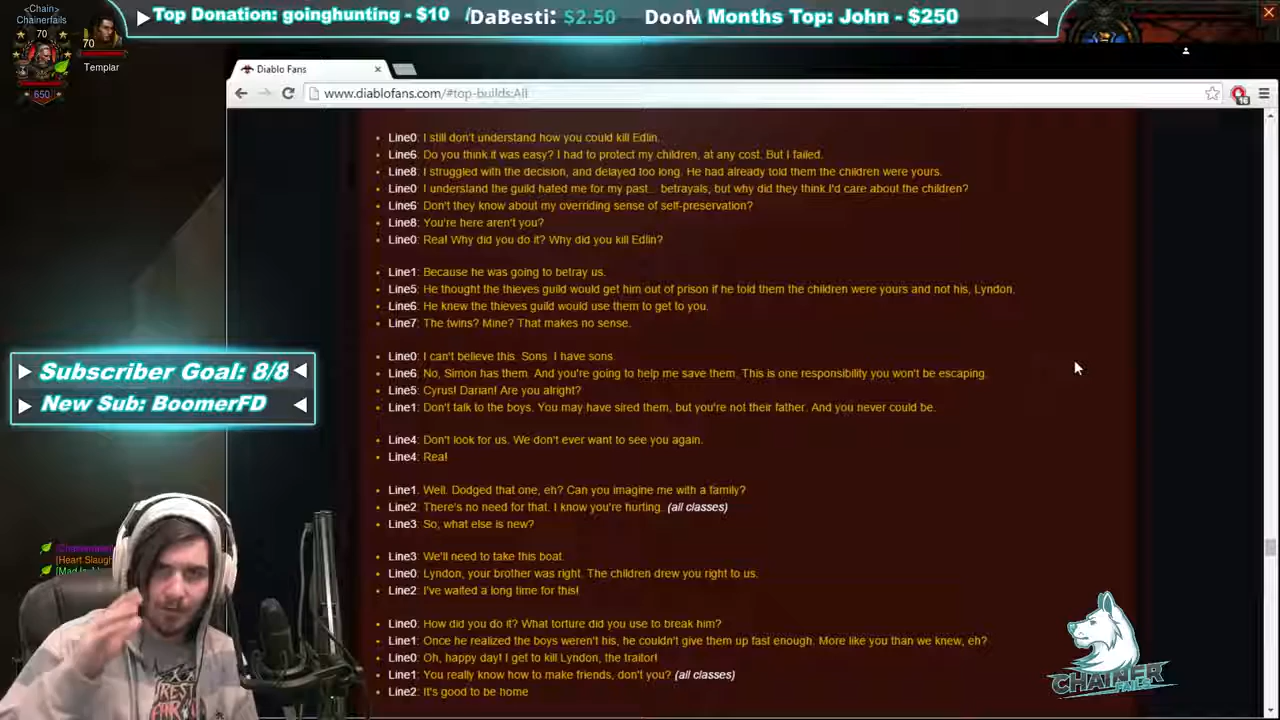 <Chain>
Chainerfails
70
650
70
Templar
Top Donation: goinghunting - $10 DaBesti: $2.50 Months Top: John - $250
Diablo Fans
www.diablofans.com/#top-builds:All
Line0: I still don't understand how you could kill Edlin.
Line6: Do you think it was easy? I had to protect my children, at any cost. But I failed.
Line8: I struggled with the decision, and delayed too long. He had already told them the children were yours.
Line0: I understand the guild hated me for my past... betrayals, but why did they think I'd care about the children?
Line6: Don't they know about my overriding sense of self-preservation?
Line8: You're here aren't you?
Line0: Rea! Why did you do it? Why did you kill Edlin?
Line1: Because he was going to betray us.
Line5: He thought the thieves guild would get him out of prison if he told them the children were yours and not his, Lyndon.
Line6: He knew the thieves guild would use them to get to you.
Line7: The twins? Mine? That makes no sense.
Line0: I can't believe this. Sons. I have sons.
Line6: No, Simon has them. And you're going to help me save them. This is one responsibility you won't be escaping.
Line5: Cyrus! Darian! Are you alright?
Line1: Don't talk to the boys. You may have sired them, but you're not their father. And you never could be.
Line4: Don't look for us. We don't ever want to see you again.
Line4: Rea!
Line1: Well. Dodged that one, eh? Can you imagine me with a family?
Line2: There's no need for that. I know you're hurting. (all classes)
Line3: So, what else is new?
Line3: We'll need to take this boat.
Line0: Lyndon, your brother was right. The children drew you right to us.
Line2: I've waited a long time for this!
Line0: How did you do it? What torture did you use to break him?
Line1: Once he realized the boys weren't his, he couldn't give them up fast enough. More like you than we knew, eh?
Line0: Oh, happy day! I get to kill Lyndon, the traitor!
Line1: You really know how to make friends, don't you? (all classes)
Line2: It's good to be home
Subscriber Goal: 8/8
New Sub: BoomerFD
CHAINER
FAILS